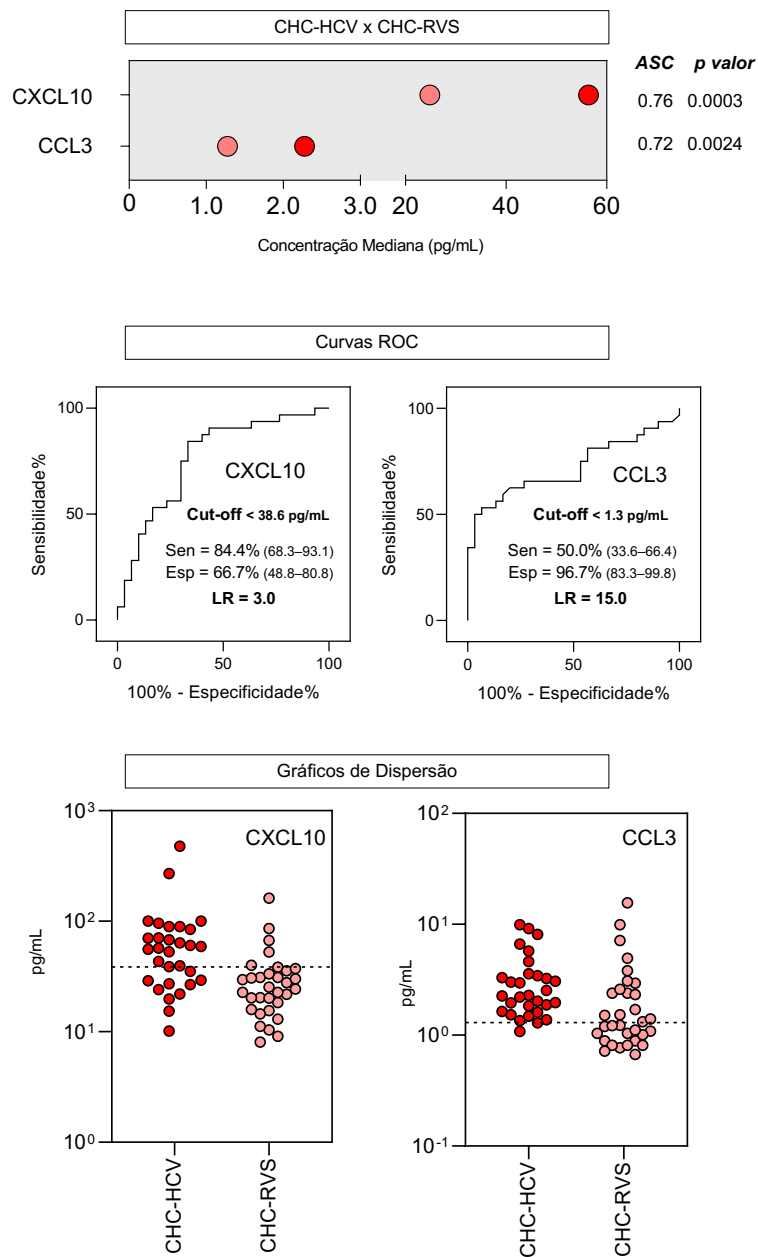 CHC-HCV x CHC-RVS
ASC p valor
CXCL10 0.76 0.0003
CCL3 0.72 0.0024
0 1.0 2.0 3.0 20 40 60
Concentração Mediana (pg/mL)
Curvas ROC
Sensibilidade%
100
50
0
CXCL10
Cut-off < 38.6 pg/mL
Sen = 84.4% (68.3–93.1)
Esp = 66.7% (48.8–80.8)
LR = 3.0
0 50 100
100% - Especificidade%
Sensibilidade%
100
50
0
CCL3
Cut-off < 1.3 pg/mL
Sen = 50.0% (33.6–66.4)
Esp = 96.7% (83.3–99.8)
LR = 15.0
0 50 100
100% - Especificidade%
Gráficos de Dispersão
pg/mL
10³
10²
10¹
10⁰
CXCL10
CHC-HCV
CHC-RVS
pg/mL
10²
10¹
10⁰
10⁻¹
CCL3
CHC-HCV
CHC-RVS